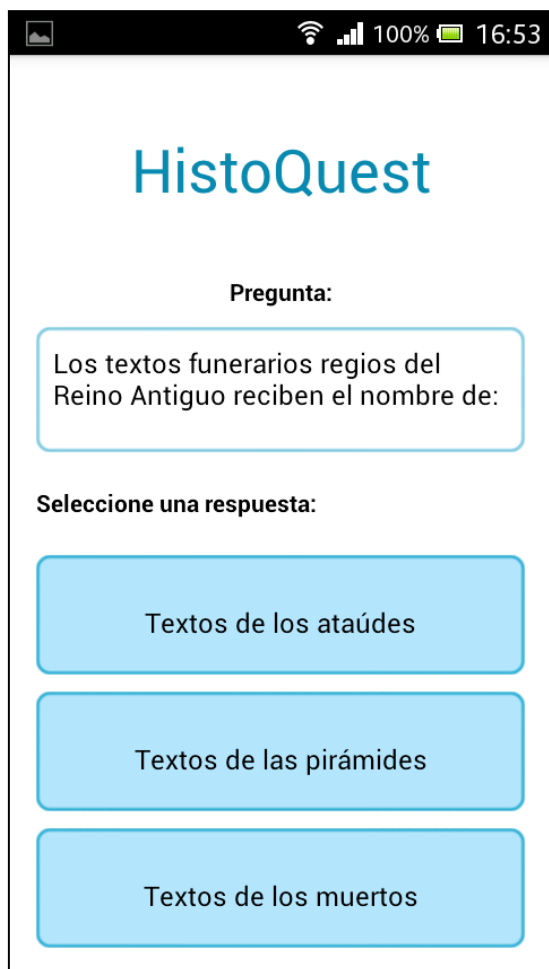 100% 16:53
HistoQuest
Pregunta:
Los textos funerarios regios del
Reino Antiguo reciben el nombre de:
Seleccione una respuesta:
Textos de los ataúdes
Textos de las pirámides
Textos de los muertos